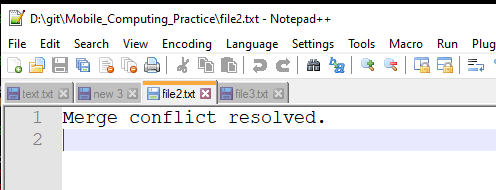 D:\git\Mobile_Computing_Practice\file2.txt - Notepad++
File Edit Search View Encoding Language Settings Tools Macro Run Plug
text.txt new 3 file2.txt file3.txt
1 Merge conflict resolved.
2